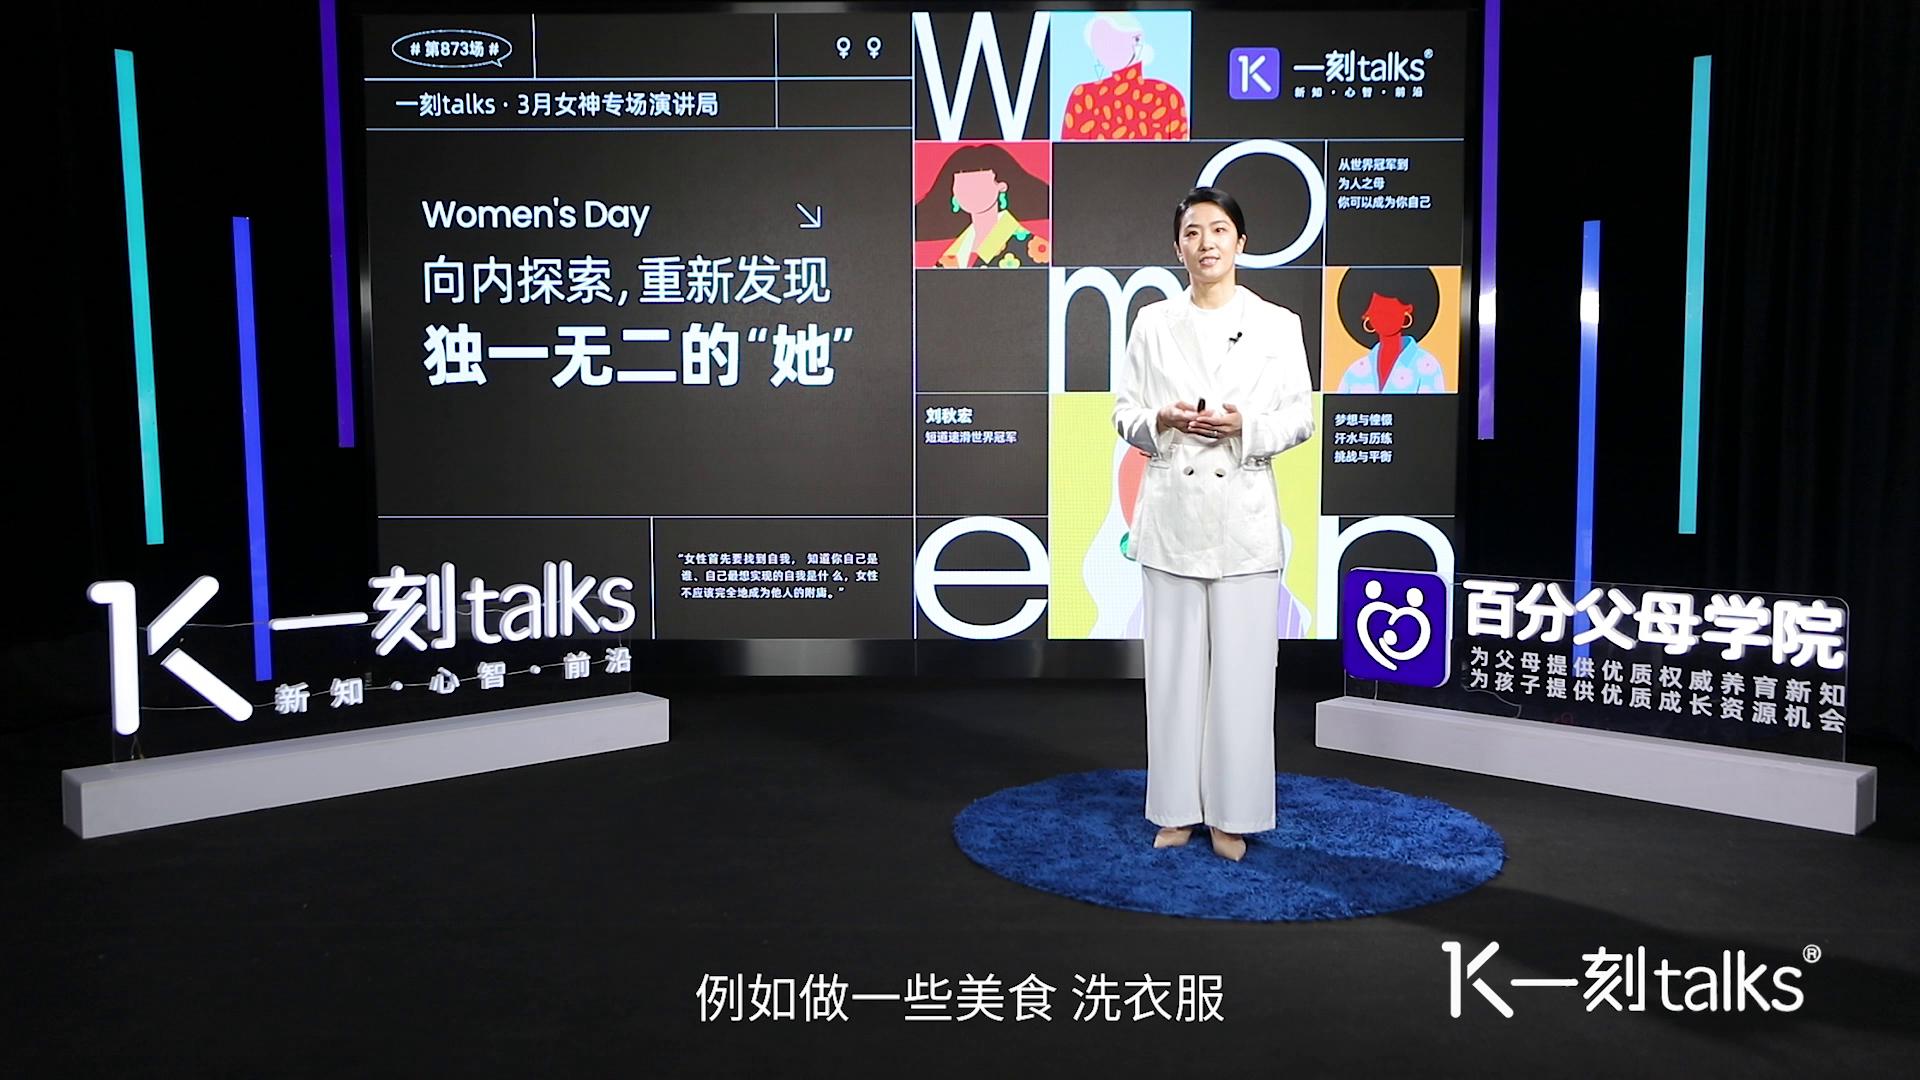 #第873场#
一刻talks·3月女神专场演讲局
Women's Day
向内探索,重新发现
独一无二的“她”
“女性首先要找到自我，知道你自己是
谁、自己最想实现的自我是什么，女性
不应该完全地成为他人的附庸。”
W
o
m
e
n
一刻talks®
新知·心智·前沿
从世界冠军到
为人之母
你可以成为你自己
刘秋宏
短道速滑世界冠军
梦想与憧憬
汗水与历练
挑战与平衡
一刻talks
新知·心智·前沿
百分父母学院
为父母提供优质权威养育新知
为孩子提供优质成长资源机会
例如做一些美食 洗衣服
一刻talks®